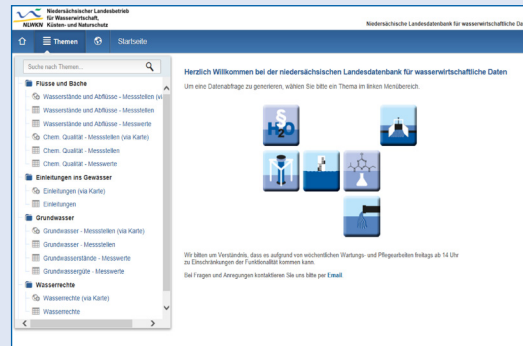 Niedersächsischer Landesbetrieb
für Wasserwirtschaft,
NLWKN Küsten- und Naturschutz
Niedersächsische Landesdatenbank für wasserwirtschaftliche Da
Themen
Startseite
Suche nach Themen...
Flüsse und Bäche
Wasserstände und Abflüsse - Messstellen (vi
Wasserstände und Abflüsse - Messstellen
Wasserstände und Abflüsse - Messwerte
Chem. Qualität - Messstellen (via Karte)
Chem. Qualität - Messstellen
Chem. Qualität - Messwerte
Einleitungen ins Gewässer
Einleitungen (via Karte)
Einleitungen
Grundwasser
Grundwasser - Messstellen (via Karte)
Grundwasser - Messstellen
Grundwasserstände - Messwerte
Grundwassergüte - Messwerte
Wasserrechte
Wasserrechte (via Karte)
Wasserrechte
Herzlich Willkommen bei der niedersächsischen Landesdatenbank für wasserwirtschaftliche Daten
Um eine Datenabfrage zu generieren, wählen Sie bitte ein Thema im linken Menübereich.
§
H2O
Wir bitten um Verständnis, dass es aufgrund von wöchentlichen Wartungs- und Pflegearbeiten freitags ab 14 Uhr
zu Einschränkungen der Funktionalität kommen kann.
Bei Fragen und Anregungen kontaktieren Sie uns bitte per Email.